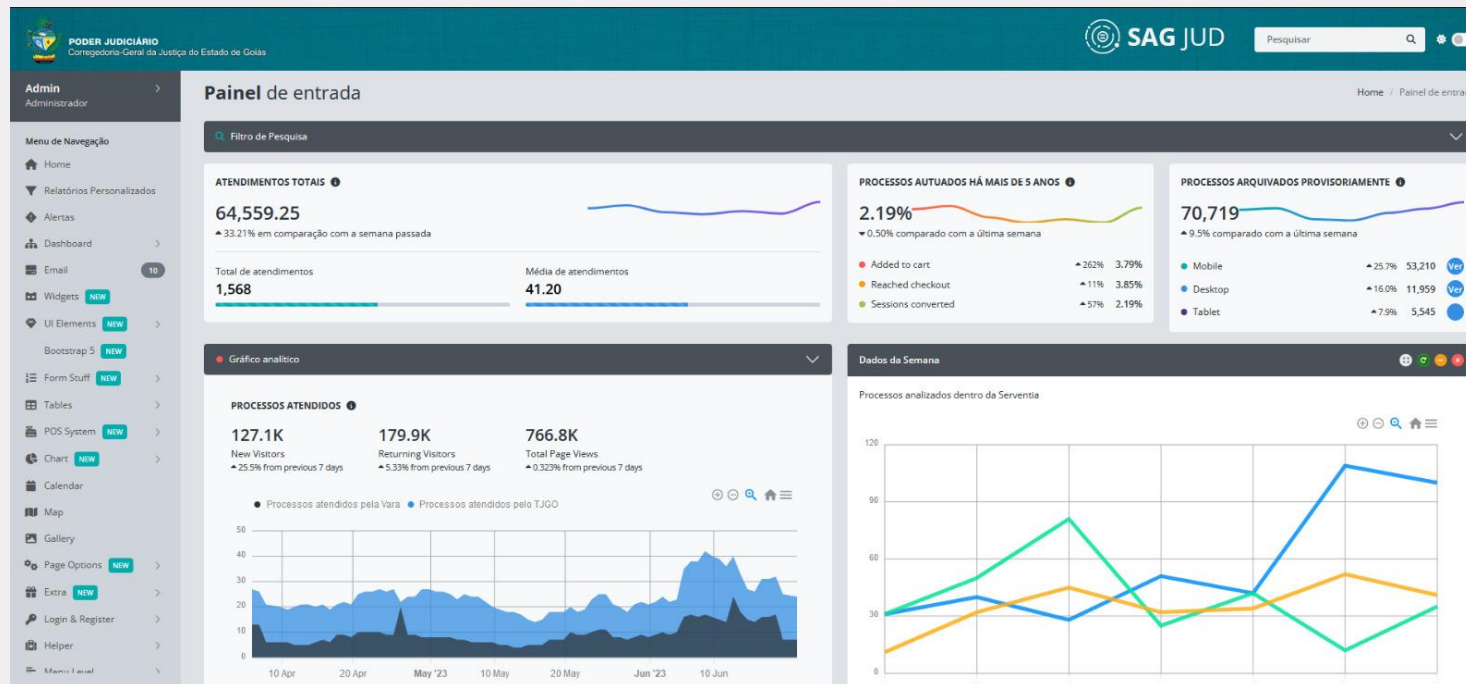 PODER JUDICIÁRIO
Corregedoria-Geral da Justiça do Estado de Goiás
SAG JUD
Pesquisar
Admin
Administrador
Menu de Navegação
Home
Relatórios Personalizados
Alertas
Dashboard
Email 10
Widgets NEW
UI Elements NEW
Bootstrap 5 NEW
Form Stuff NEW
Tables
POS System NEW
Chart NEW
Calendar
Map
Gallery
Page Options NEW
Extra NEW
Login & Register
Helper
Menu Level
Painel de entrada
Home / Painel de entra
Filtro de Pesquisa
ATENDIMENTOS TOTAIS
64,559.25
33.21% em comparação com a semana passada
Total de atendimentos
1,568
Média de atendimentos
41.20
PROCESSOS AUTUADOS HÁ MAIS DE 5 ANOS
2.19%
0.50% comparado com a última semana
Added to cart 262% 3.79%
Reached checkout 11% 3.85%
Sessions converted 57% 2.19%
PROCESSOS ARQUIVADOS PROVISORIAMENTE
70,719
9.5% comparado com a última semana
Mobile 25.7% 53,210 Ver
Desktop 16.0% 11,959 Ver
Tablet 7.9% 5,545
Gráfico analítico
PROCESSOS ATENDIDOS
127.1K
New Visitors
25.5% from previous 7 days
179.9K
Returning Visitors
5.33% from previous 7 days
766.8K
Total Page Views
0.323% from previous 7 days
Processos atendidos pela Vara Processos atendidos pelo TJGO
50
40
30
20
10
0
10 Apr 20 Apr May '23 10 May 20 May Jun '23 10 Jun
Dados da Semana
Processos analizados dentro da Serventia
120
90
60
30
0